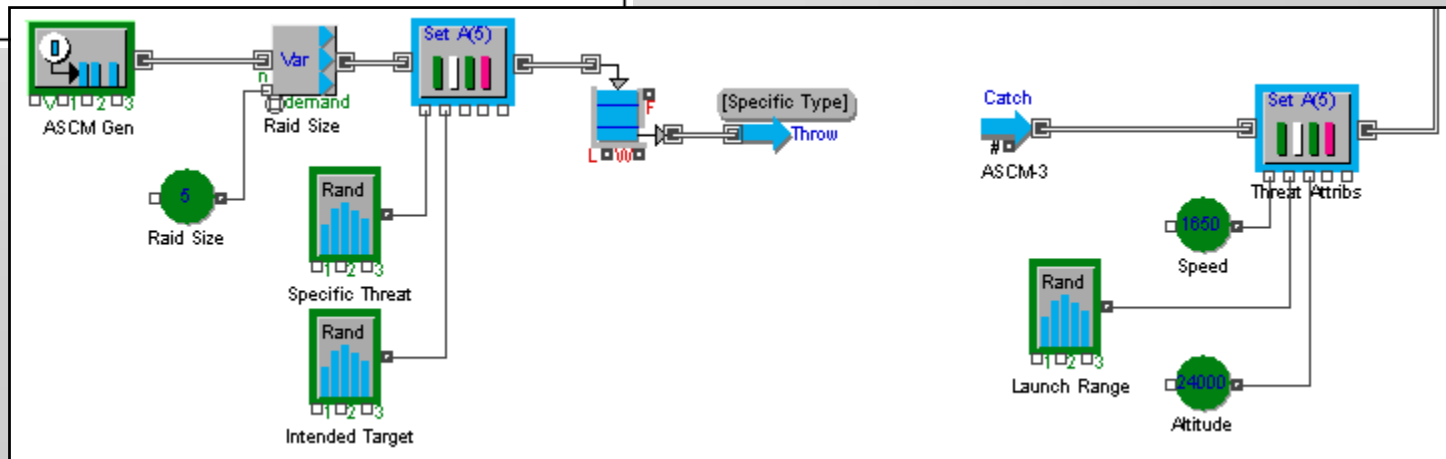 Set A(5)
Var
n
V 1 2 3
demand
ASCM Gen
Raid Size
F
[Specific Type]
Throw
L W
5
Raid Size
Rand
1 2 3
Specific Threat
Rand
1 2 3
Intended Target
Catch
#
ASCM-3
Set A(5)
Threat Attribs
1650
Speed
Rand
1 2 3
Launch Range
24000
Altitude